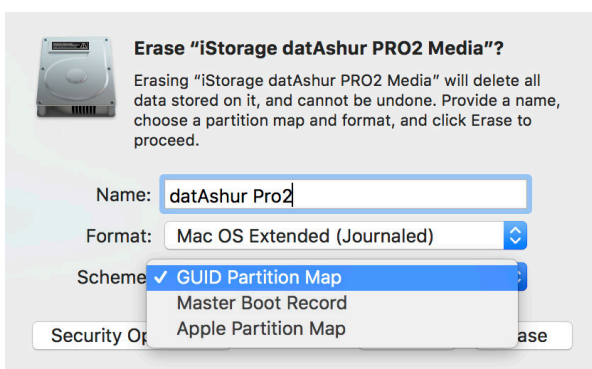 Erase “iStorage datAshur PRO2 Media”?
Erasing “iStorage datAshur PRO2 Media” will delete all
data stored on it, and cannot be undone. Provide a name,
choose a partition map and format, and click Erase to
proceed.
Name: datAshur Pro2
Format: Mac OS Extended (Journaled)
Scheme ✓ GUID Partition Map
Master Boot Record
Apple Partition Map
Security Op ase